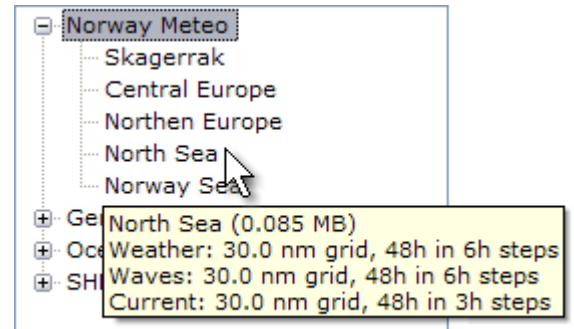 Norway Meteo
Skagerrak
Central Europe
Northen Europe
North Sea
Norway Sea
North Sea (0.085 MB)
Weather: 30.0 nm grid, 48h in 6h steps
Waves: 30.0 nm grid, 48h in 6h steps
Current: 30.0 nm grid, 48h in 3h steps